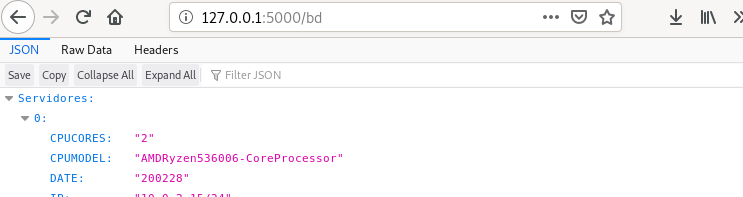 127.0.0.1:5000/bd
JSON Raw Data Headers
Save Copy Collapse All Expand All Filter JSON
Servidores:
0:
CPUCORES: "2"
CPUMODEL: "AMDRyzen536006-CoreProcessor"
DATE: "200228"